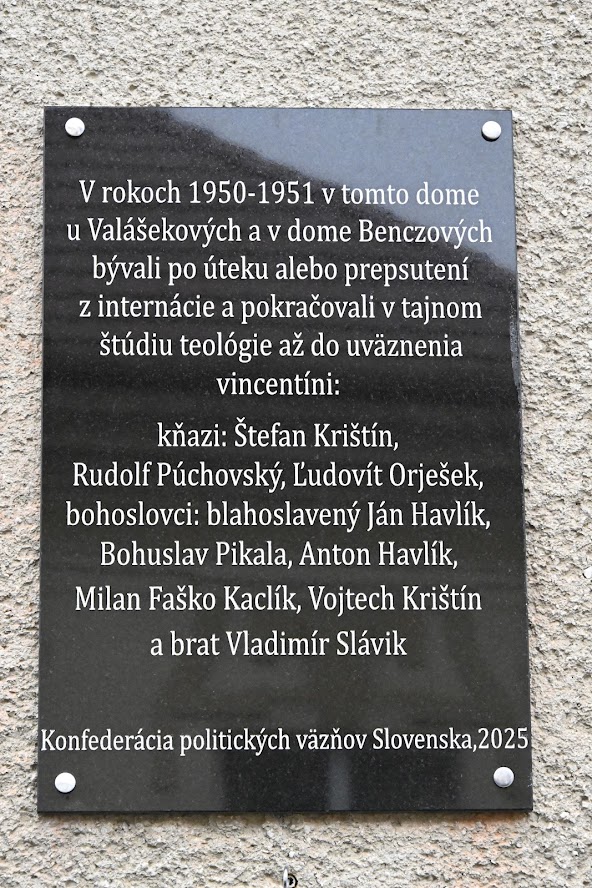 V rokoch 1950-1951 v tomto dome
u Valášekových a v dome Benczových
bývali po úteku alebo prepsutení
z internácie a pokračovali v tajnom
štúdiu teológie až do uväznenia
vincentíni:
kňazi: Štefan Krištín,
Rudolf Púchovský, Ľudovít Orješek,
bohoslovci: blahoslavený Ján Havlík,
Bohuslav Pikala, Anton Havlík,
Milan Faško Kaclík, Vojtech Krištín
a brat Vladimír Slávik
Konfederácia politických väzňov Slovenska,2025